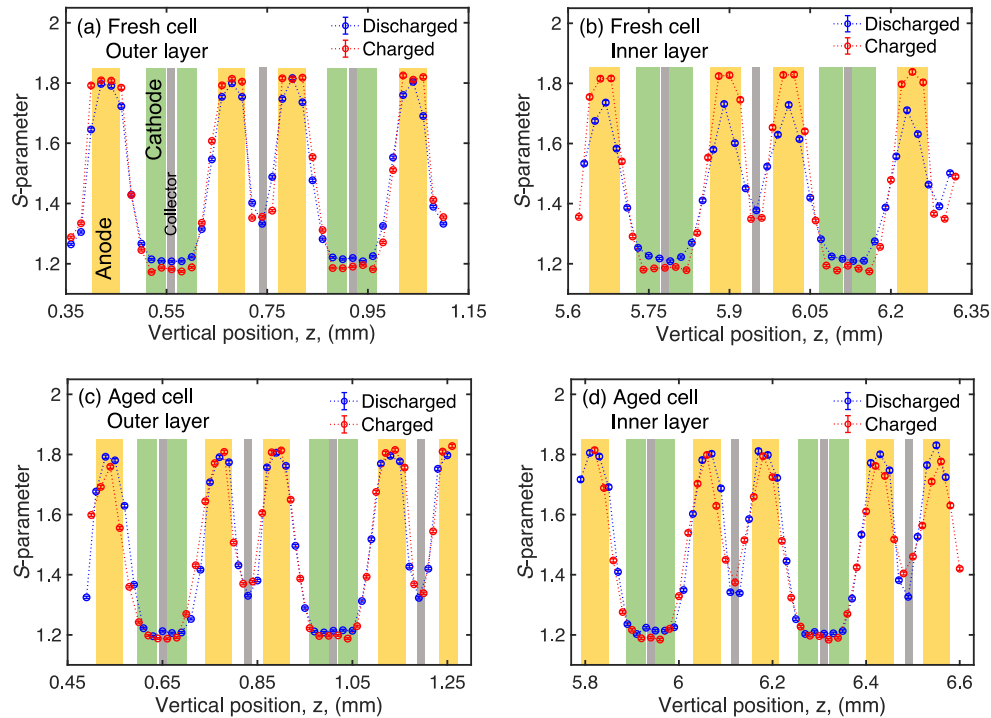 (a) Fresh cell
Outer layer
Discharged
Charged
2
1.8
1.6
1.4
1.2
S-parameter
Anode
Cathode
Collector
0.35 0.55 0.75 0.95 1.15
Vertical position, z, (mm)
(b) Fresh cell
Inner layer
Discharged
Charged
2
1.8
1.6
1.4
1.2
S-parameter
5.6 5.75 5.9 6.05 6.2 6.35
Vertical position, z, (mm)
(c) Aged cell
Outer layer
Discharged
Charged
2
1.8
1.6
1.4
1.2
S-parameter
0.45 0.65 0.85 1.05 1.25
Vertical position, z, (mm)
(d) Aged cell
Inner layer
Discharged
Charged
2
1.8
1.6
1.4
1.2
S-parameter
5.8 6 6.2 6.4 6.6
Vertical position, z, (mm)